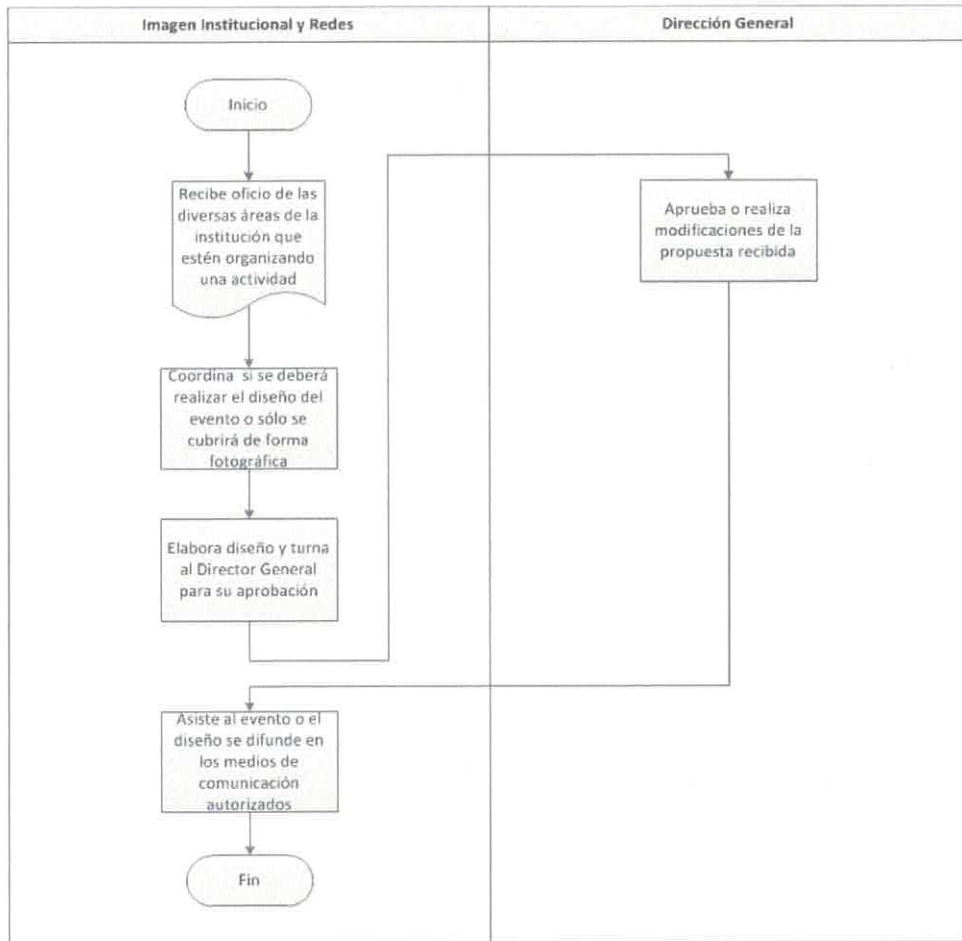 Imagen Institucional y Redes
Dirección General
Inicio
Recibe oficio de las
diversas áreas de la
institución que
estén organizando
una actividad
Coordina si se deberá
realizar el diseño del
evento o sólo se
cubrirá de forma
fotográfica
Elabora diseño y turna
al Director General
para su aprobación
Aprueba o realiza
modificaciones de la
propuesta recibida
Asiste al evento o el
diseño se difunde en
los medios de
comunicación
autorizados
Fin